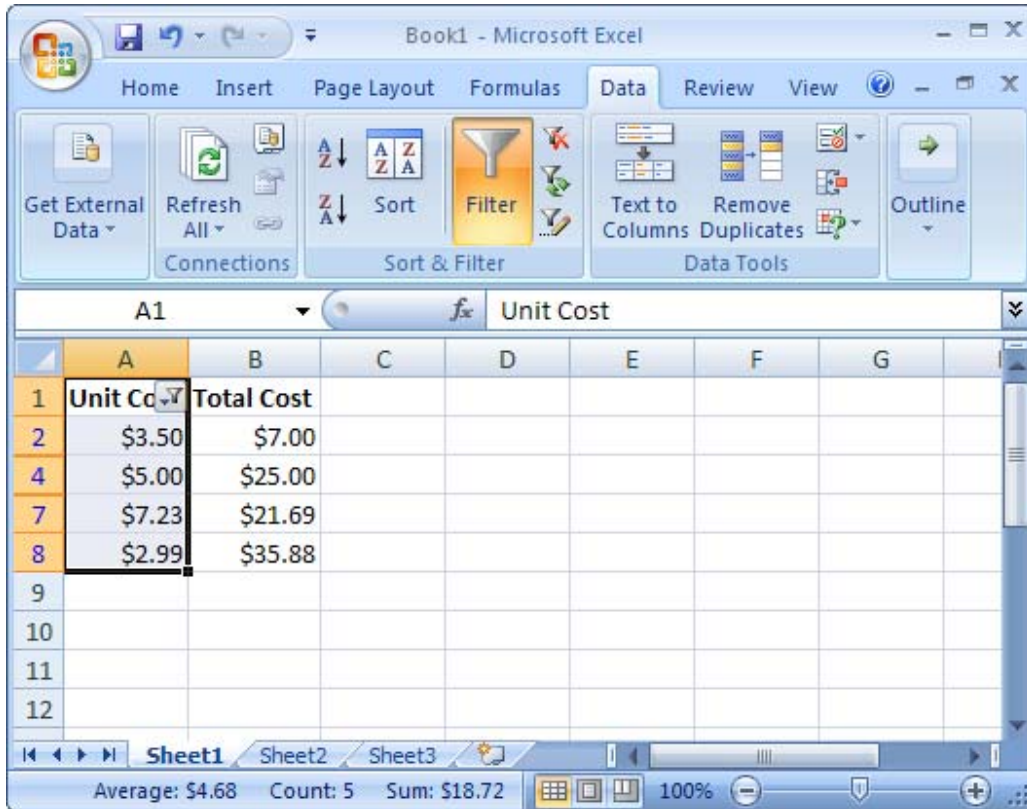 Book1 - Microsoft Excel
Home Insert Page Layout Formulas Data Review View
Get External Data
Refresh All
Sort
Filter
Text to Columns
Remove Duplicates
Outline
Connections
Sort & Filter
Data Tools
A1 fx Unit Cost
A B C D E F G
1 Unit Co Total Cost
2 $3.50 $7.00
4 $5.00 $25.00
7 $7.23 $21.69
8 $2.99 $35.88
9
10
11
12
Sheet1 Sheet2 Sheet3
Average: $4.68 Count: 5 Sum: $18.72 100%